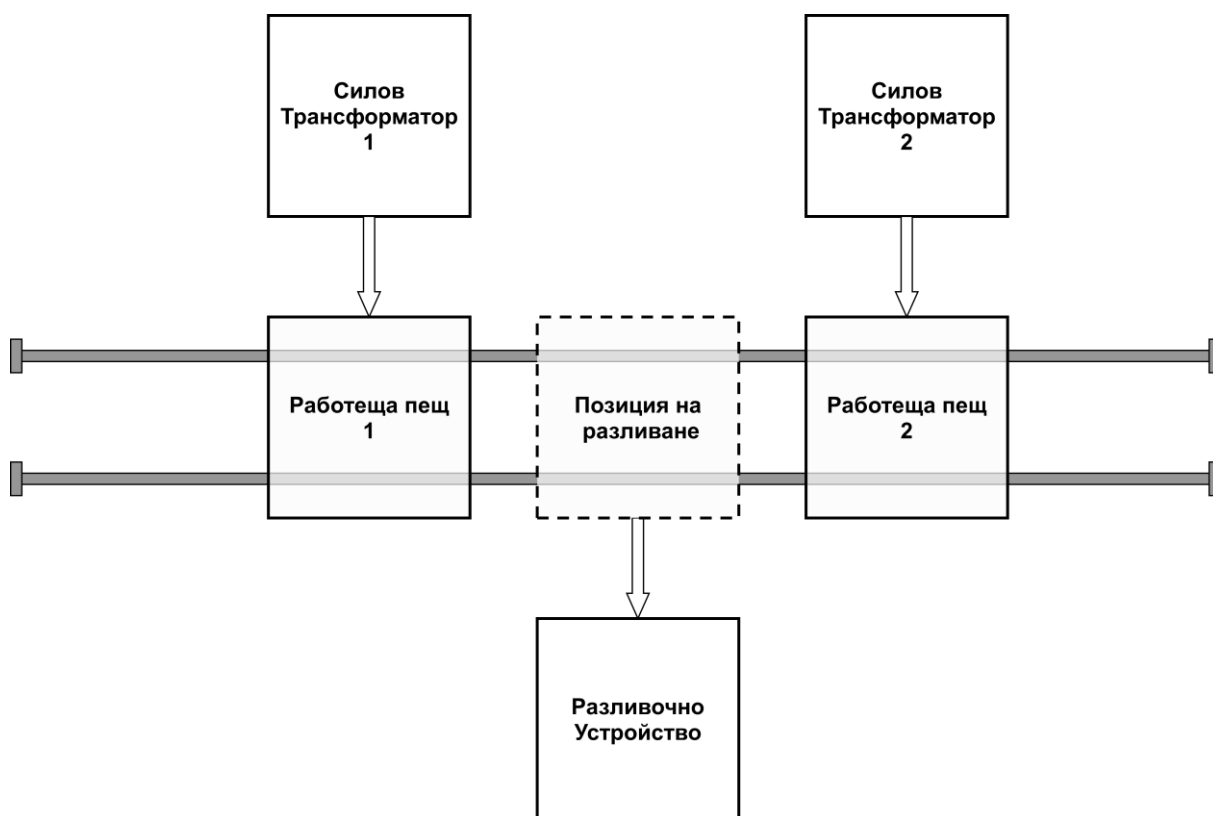 Силов
Трансформатор
1
Силов
Трансформатор
2
Работеща пещ
1
Позиция на
разливане
Работеща пещ
2
Разливочно
Устройство